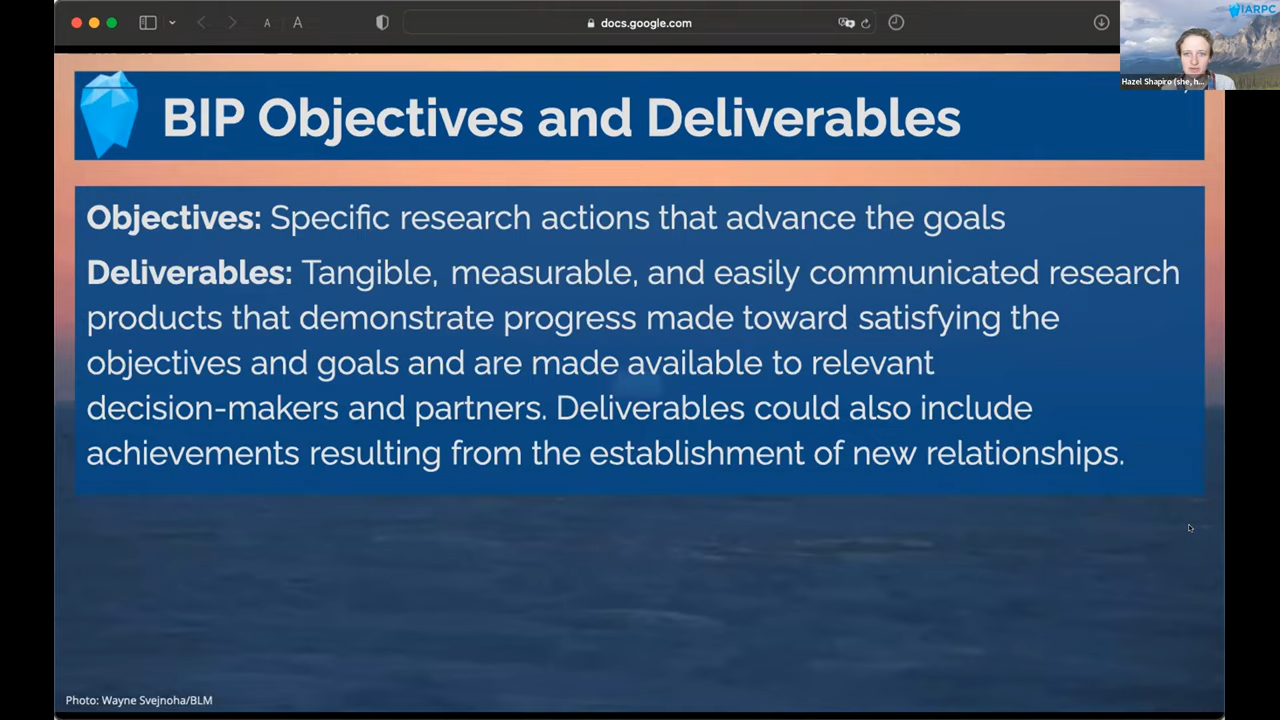 A A docs.google.com
IARPC
Hazel Shapiro (she, h...
BIP Objectives and Deliverables
Objectives: Specific research actions that advance the goals
Deliverables: Tangible, measurable, and easily communicated research
products that demonstrate progress made toward satisfying the
objectives and goals and are made available to relevant
decision-makers and partners. Deliverables could also include
achievements resulting from the establishment of new relationships.
Photo: Wayne Svejnoha/BLM